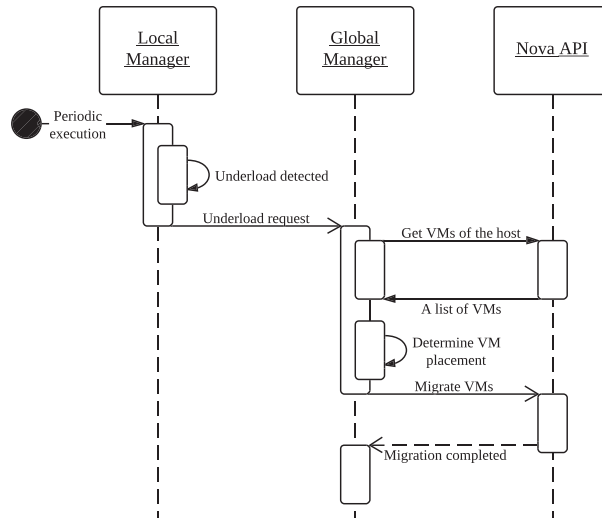 Local
Manager
Global
Manager
Nova API
Periodic
execution
Underload detected
Underload request
Get VMs of the host
A list of VMs
Determine VM
placement
Migrate VMs
Migration completed